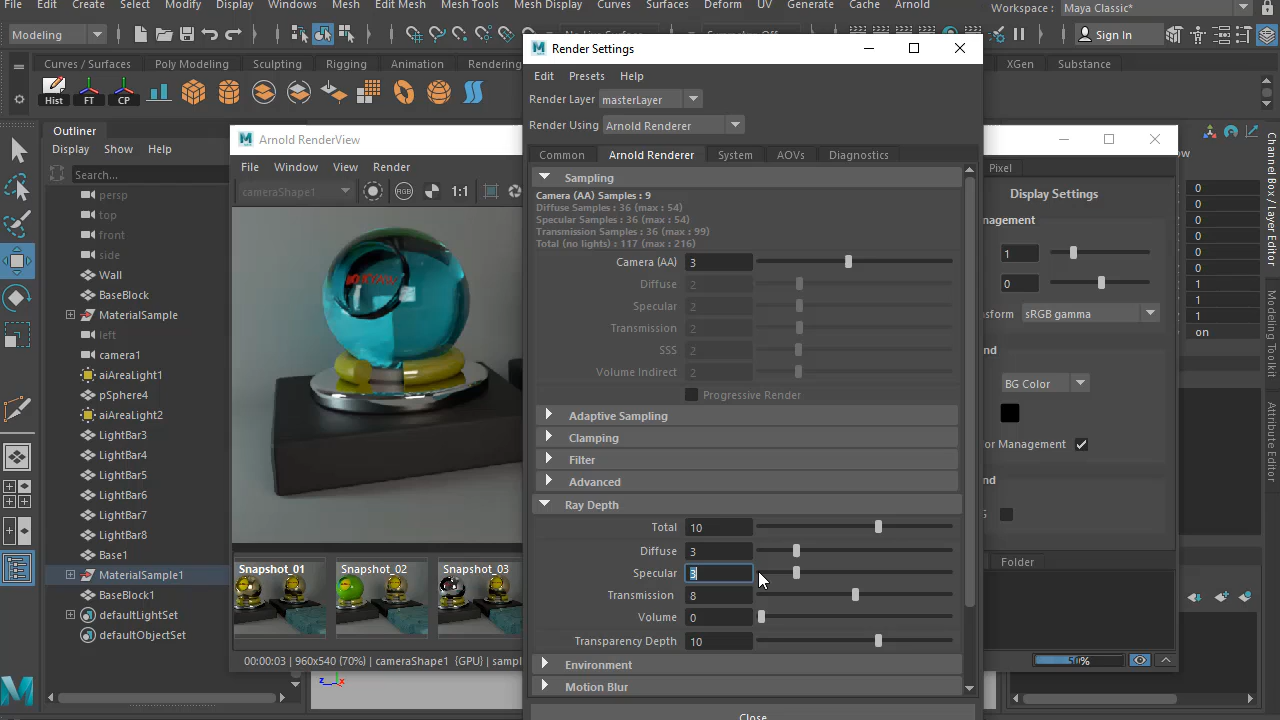 File Edit Create Select Modify Display Windows Mesh Edit Mesh Mesh Tools Mesh Display Curves Surfaces Deform UV Generate Cache Arnold
Workspace : Maya Classic*
Modeling
Sign In
Curves / Surfaces Poly Modeling Sculpting Rigging Animation Rendering XGen Substance
Hist FT CP
Outliner
Display Show Help
Search...
persp
top
front
side
Wall
BaseBlock
MaterialSample
left
camera1
aiAreaLight1
pSphere4
aiAreaLight2
LightBar3
LightBar4
LightBar5
LightBar6
LightBar7
LightBar8
Base1
MaterialSample1
BaseBlock1
defaultLightSet
defaultObjectSet
Arnold RenderView
File Window View Render
cameraShape1
RGB
1:1
Snapshot_01 Snapshot_02 Snapshot_03
00:00:03 | 960x540 (70%) | cameraShape1 {GPU} | sampl
z x
Render Settings
Edit Presets Help
Render Layer masterLayer
Render Using Arnold Renderer
Common Arnold Renderer System AOVs Diagnostics
Sampling
Camera (AA) Samples : 9
Diffuse Samples : 36 (max : 54)
Specular Samples : 36 (max : 54)
Transmission Samples : 36 (max : 99)
Total (no lights) : 117 (max : 216)
Camera (AA) 3
Diffuse 2
Specular 2
Transmission 2
SSS 2
Volume Indirect 2
Progressive Render
Adaptive Sampling
Clamping
Filter
Advanced
Ray Depth
Total 10
Diffuse 3
Specular 3
Transmission 8
Volume 0
Transparency Depth 10
Environment
Motion Blur
Close
Pixel
Display Settings
nagement
1
0
nsform sRGB gamma
nd
BG Color
or Management
nd
S
Folder
50%
ow
0
0
0
0
0
0
1
1
1
on
Channel Box / Layer Editor
Modeling Toolkit
Attribute Editor